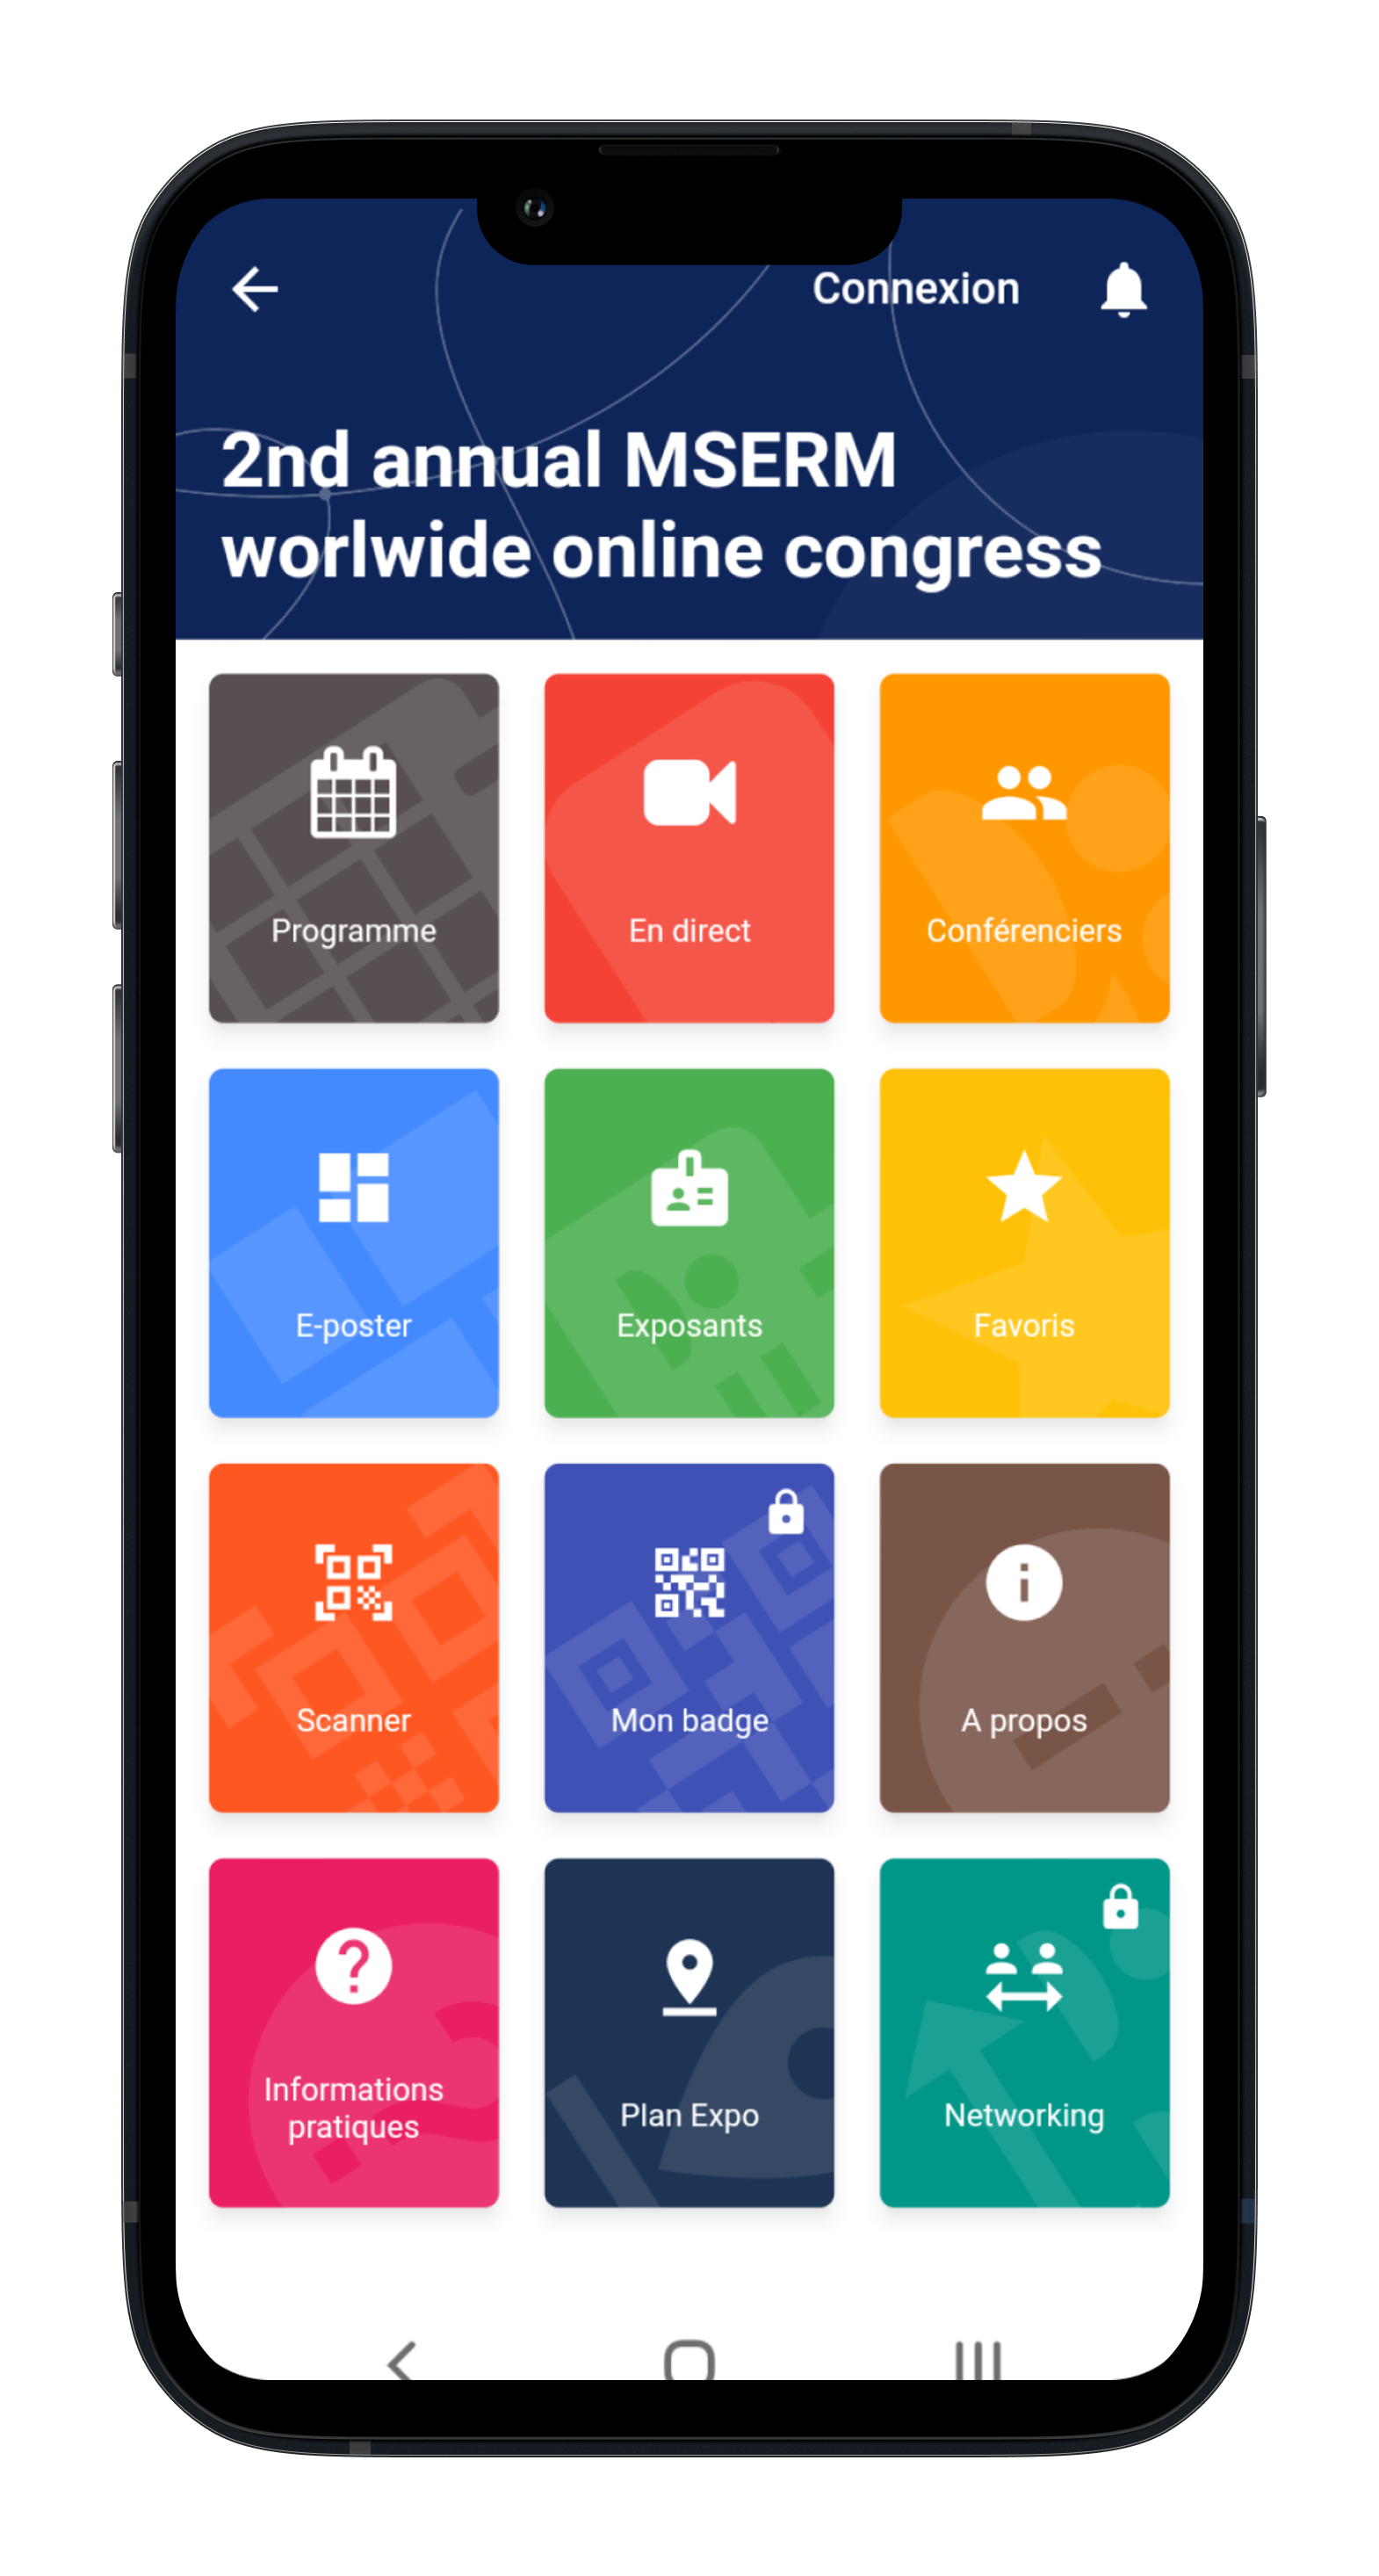 Connexion
2nd annual MSERM
worlwide online congress
Programme
En direct
Conférenciers
E-poster
Exposants
Favoris
Scanner
Mon badge
A propos
Informations
pratiques
Plan Expo
Networking